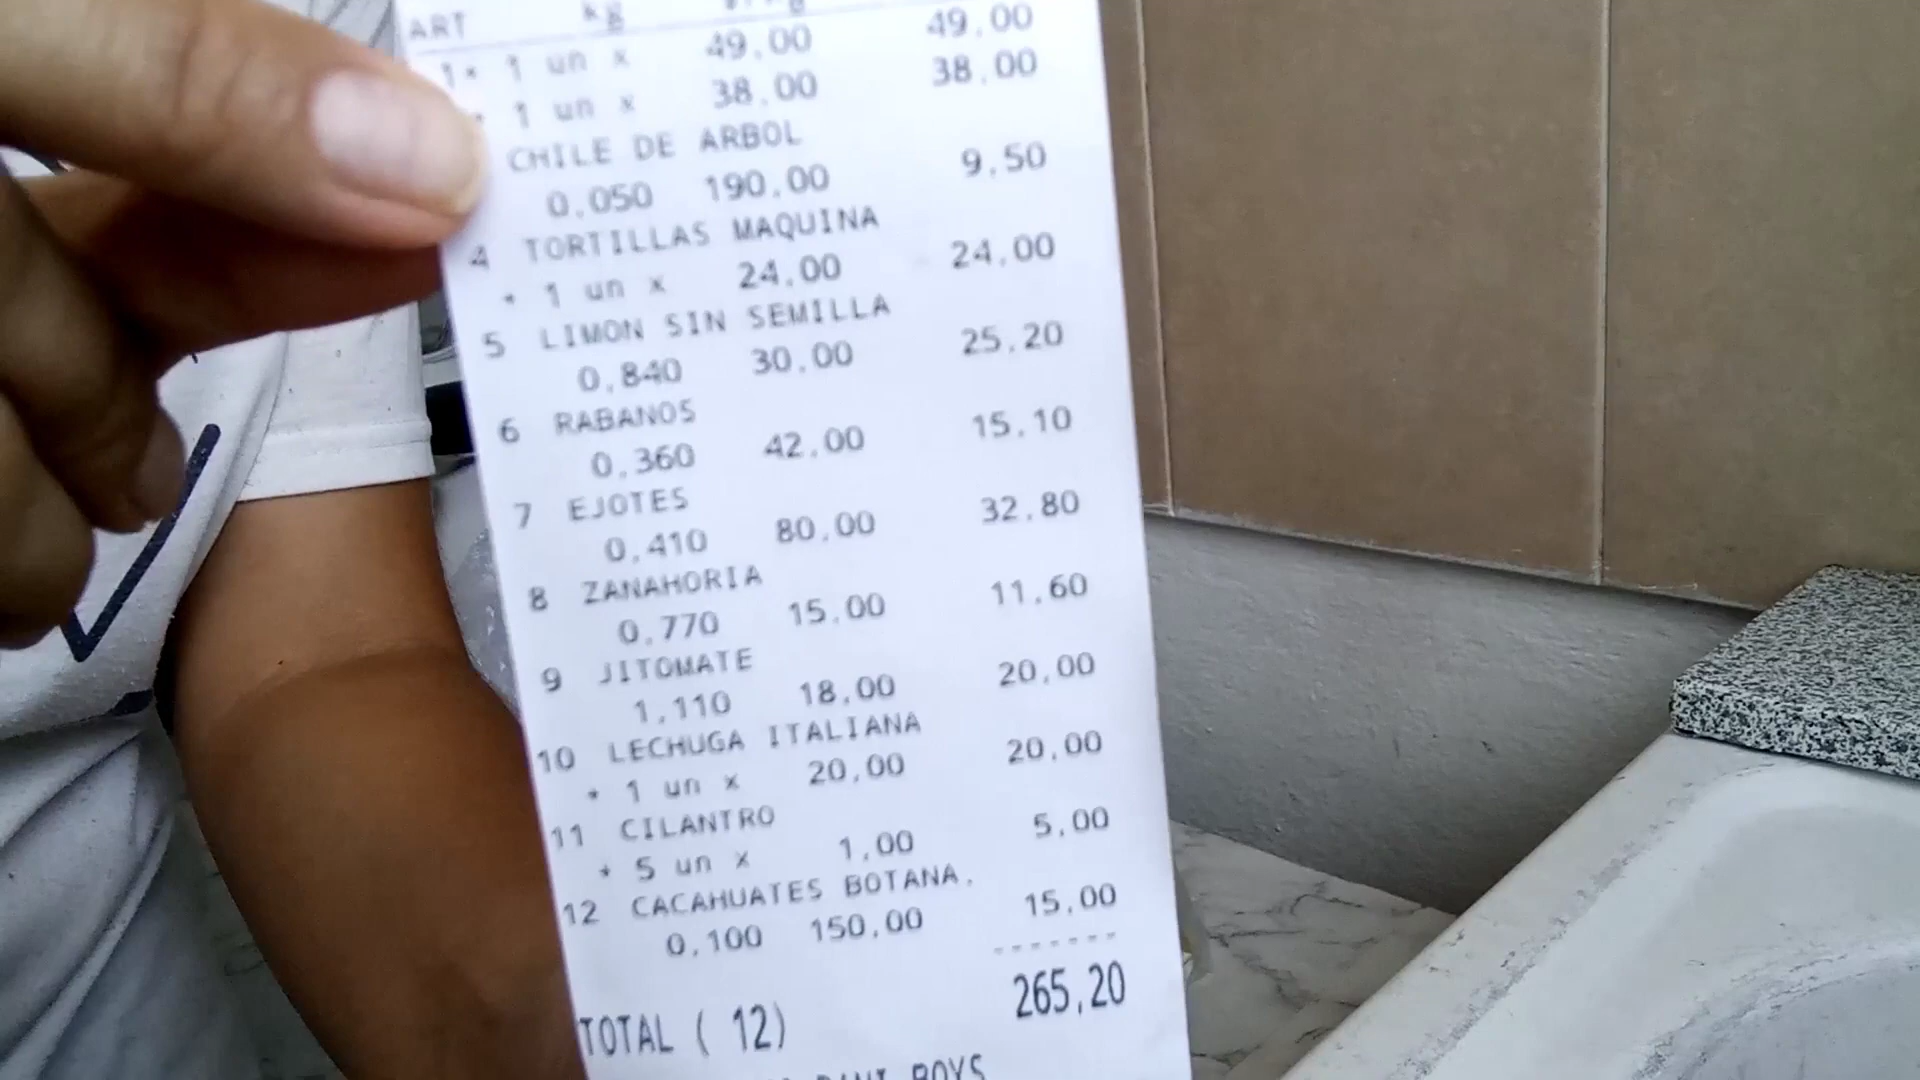 ART kg
1* 1 un x 49,00 49,00
* 1 un x 38,00 38,00
CHILE DE ARBOL
0,050 190,00 9,50
4 TORTILLAS MAQUINA
* 1 un x 24,00 24,00
5 LIMON SIN SEMILLA
0,840 30,00 25,20
6 RABANOS
0,360 42,00 15,10
7 EJOTES
0,410 80,00 32,80
8 ZANAHORIA
0,770 15,00 11,60
9 JITOMATE
1,110 18,00 20,00
10 LECHUGA ITALIANA
* 1 un x 20,00 20,00
11 CILANTRO
* 5 un x 1,00 5,00
12 CACAHUATES BOTANA.
0,100 150,00 15,00
-------
TOTAL ( 12) 265,20
BOYS